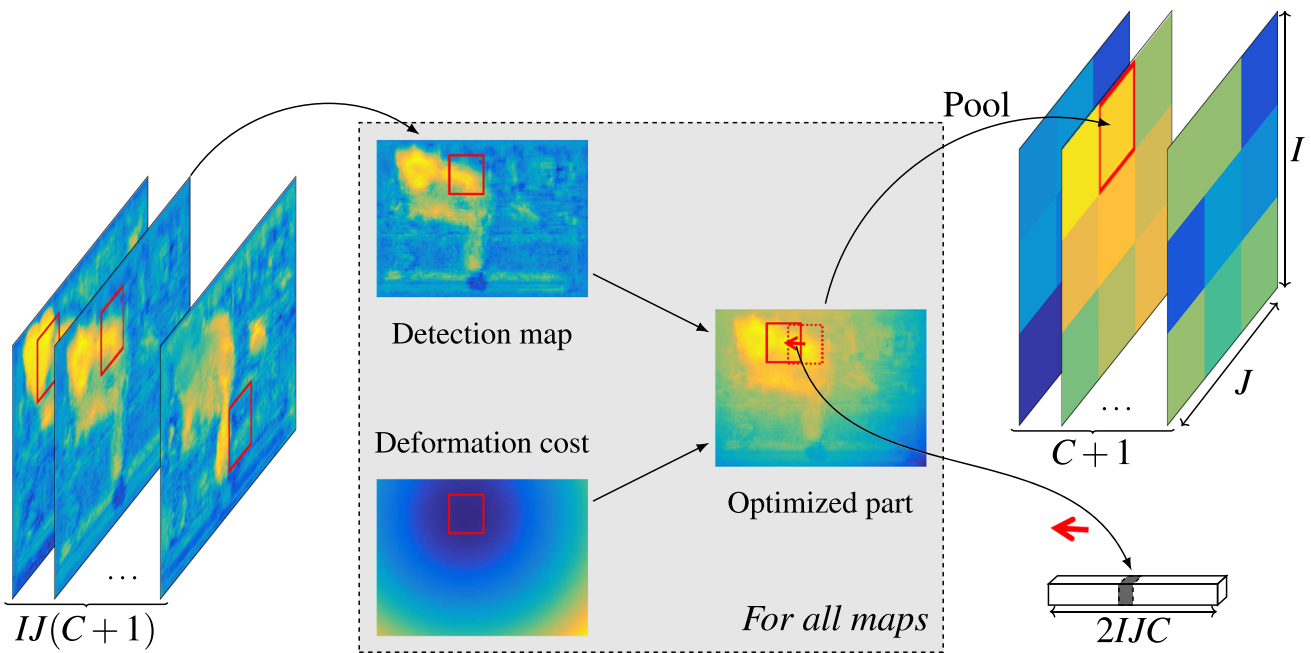 Pool
I
Detection map
J
…
C + 1
Deformation cost
Optimized part
…
IJ(C + 1)
For all maps
2IJC